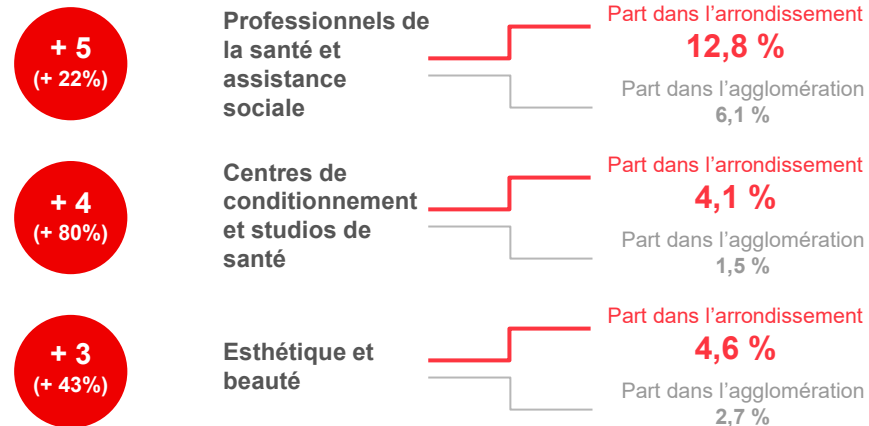 + 5
(+ 22%)
Professionnels de
la santé et
assistance
sociale
Part dans l'arrondissement
12,8 %
Part dans l'agglomération
6,1 %
+ 4
(+ 80%)
Centres de
conditionnement
et studios de
santé
Part dans l'arrondissement
4,1 %
Part dans l'agglomération
1,5 %
+ 3
(+ 43%)
Esthétique et
beauté
Part dans l'arrondissement
4,6 %
Part dans l'agglomération
2,7 %